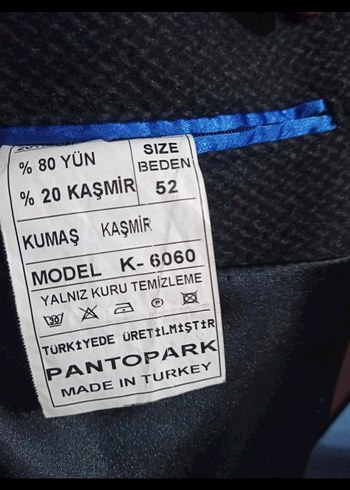 % 80 YÜN
% 20 KAŞMİR
SIZE
BEDEN
52
KUMAŞ KAŞMİR
MODEL K- 6060
YALNIZ KURU TEMİZLEME
TÜRKİYEDE ÜRETİLMİŞTİR
PANTOPARK
MADE IN TURKEY